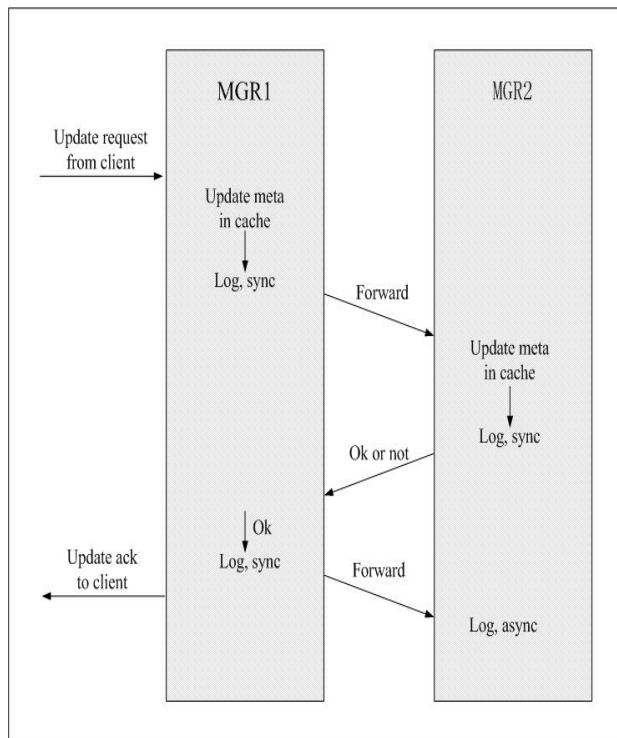 MGR1
MGR2
Update request
from client
Update meta
in cache
Log, sync
Forward
Update meta
in cache
Log, sync
Ok or not
Ok
Log, sync
Update ack
to client
Forward
Log, async